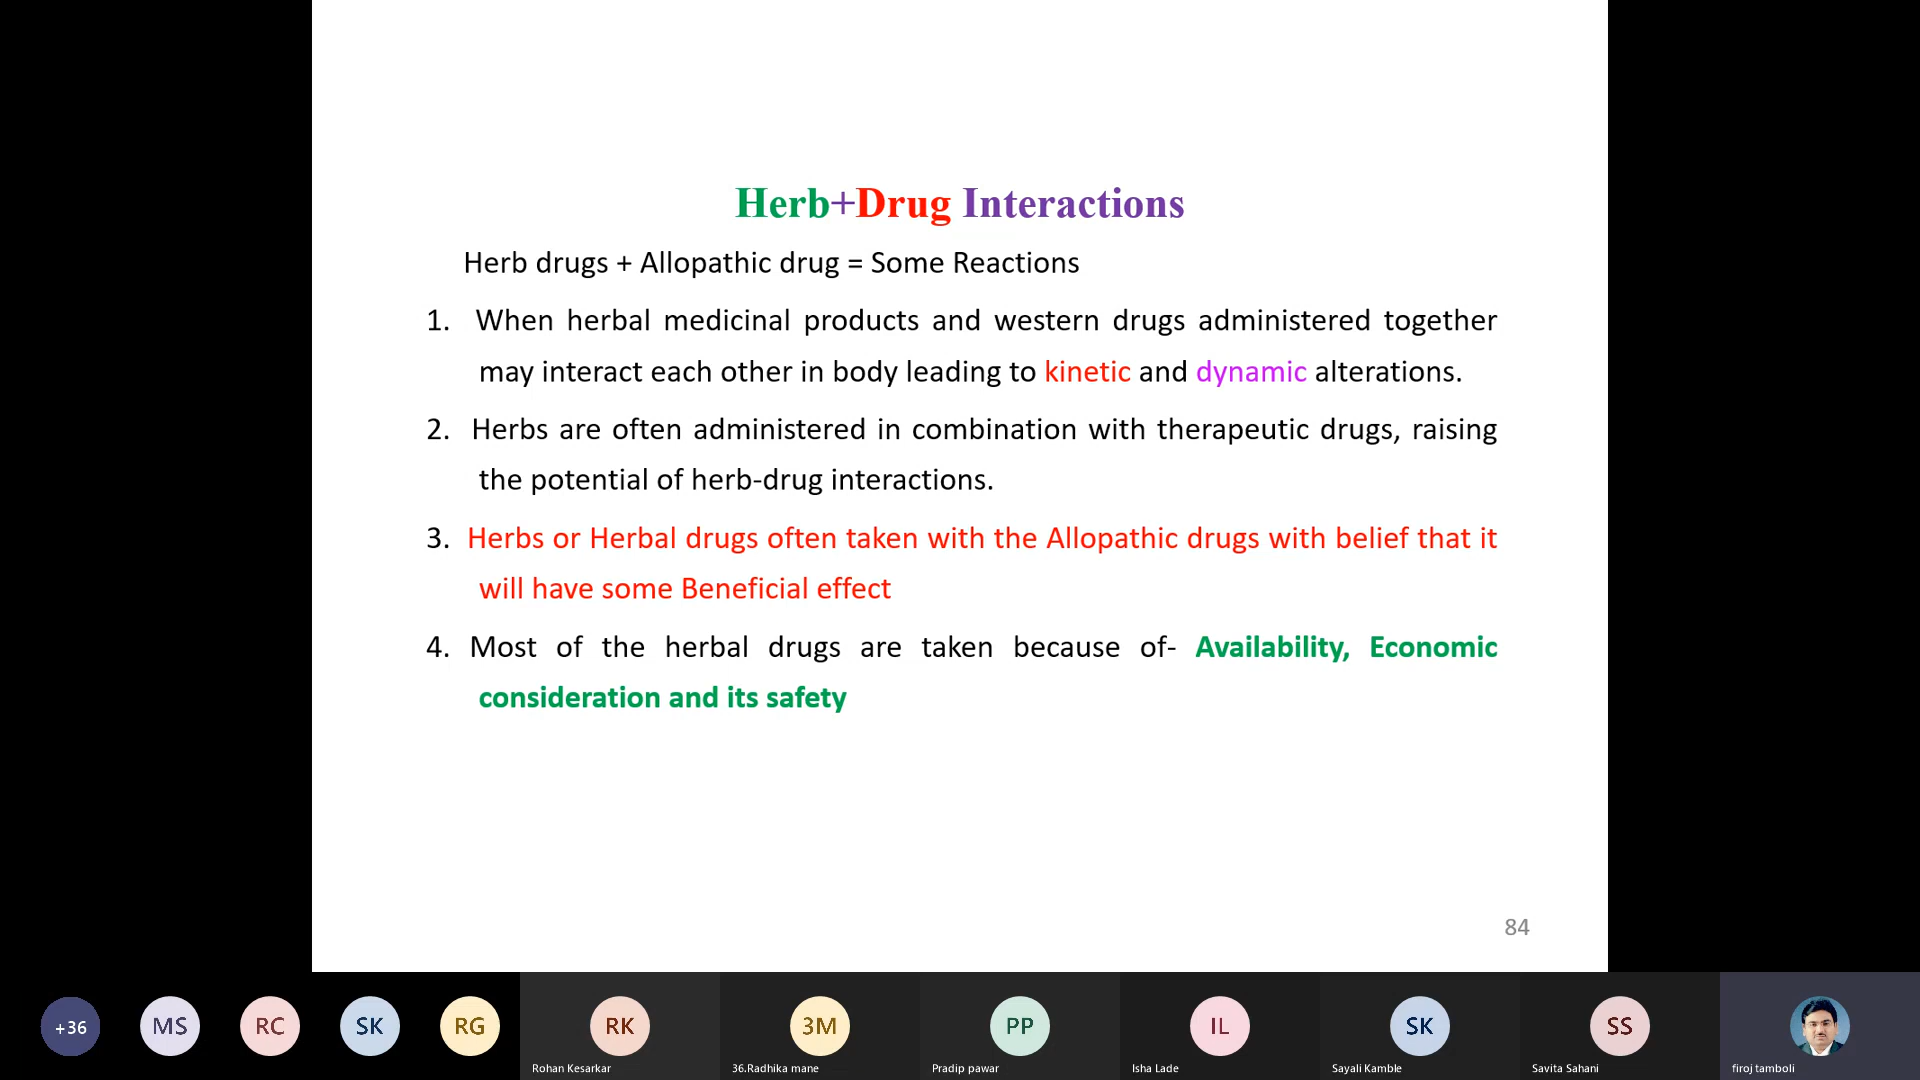 Herb+Drug Interactions
Herb drugs + Allopathic drug = Some Reactions
1. When herbal medicinal products and western drugs administered together
may interact each other in body leading to kinetic and dynamic alterations.
2. Herbs are often administered in combination with therapeutic drugs, raising
the potential of herb-drug interactions.
3. Herbs or Herbal drugs often taken with the Allopathic drugs with belief that it
will have some Beneficial effect
4. Most of the herbal drugs are taken because of- Availability, Economic
consideration and its safety
84
+36 MS RC SK RG RK 3M PP IL SK SS
Rohan Kesarkar 36.Radhika mane Pradip pawar Isha Lade Sayali Kamble Savita Sahani firoj tamboli